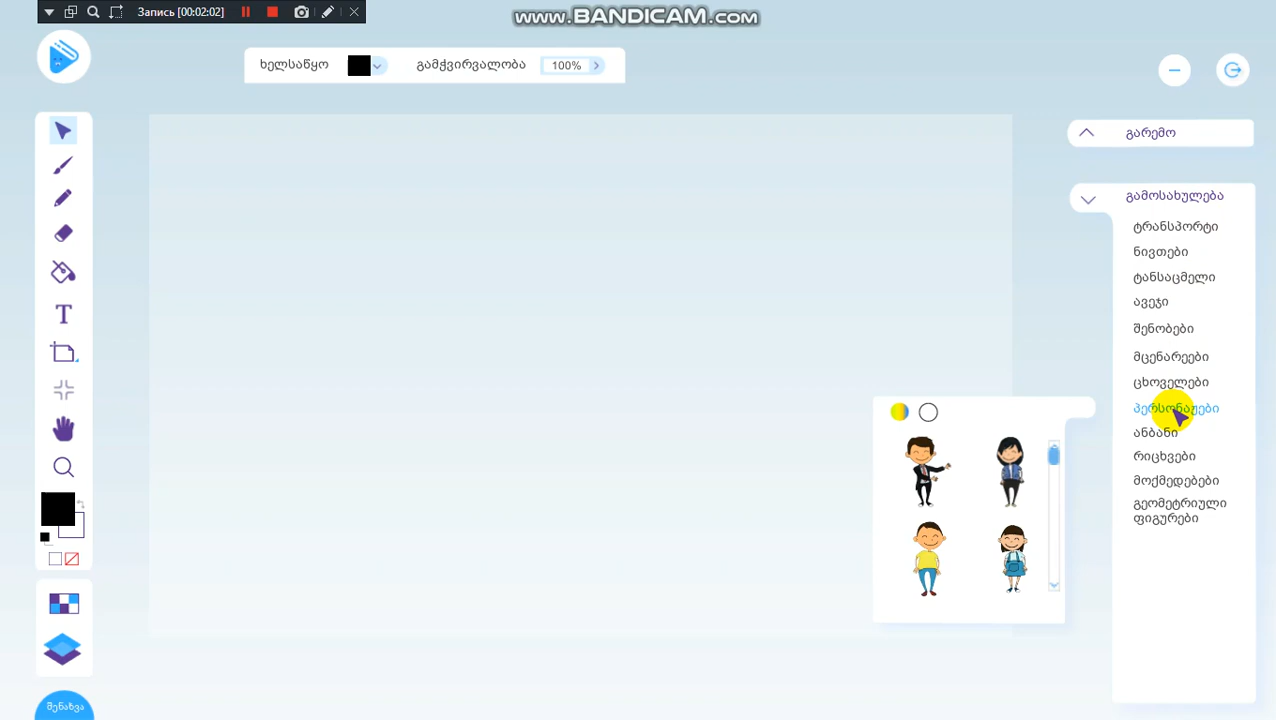 Запись [00:02:02]
www.BANDICAM.com
ხელსაწყო
გამჭვირვალობა
100%
გარემო
გამოსახულება
ტრანსპორტი
ნივთები
ტანსაცმელი
ავეჯი
შენობები
მცენარეები
ცხოველები
პერსონაჟები
ანბანი
რიცხვები
მოქმედებები
გეომეტრიული
ფიგურები
T
შენახვა